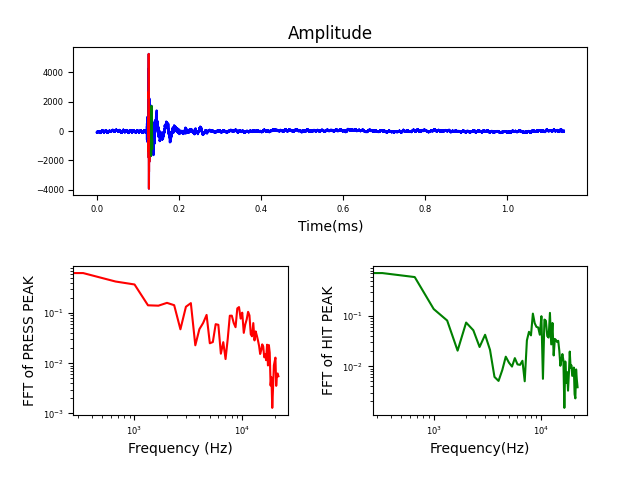 Amplitude
4000
2000
0
−2000
−4000
0.0 0.2 0.4 0.6 0.8 1.0
Time(ms)
FFT of PRESS PEAK
10⁻¹
10⁻²
10⁻³
10³ 10⁴
Frequency (Hz)
FFT of HIT PEAK
10⁻¹
10⁻²
10³ 10⁴
Frequency(Hz)